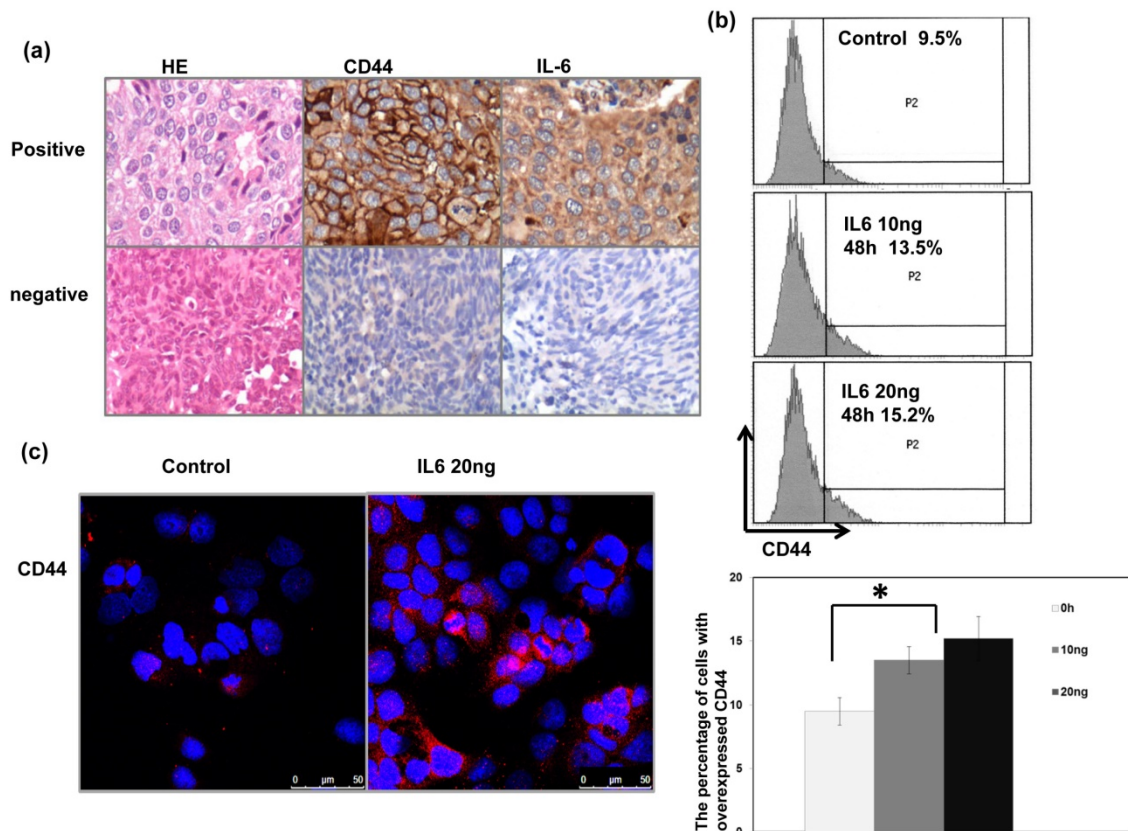 (a)
HE CD44 IL-6
Positive
negative
(b)
Control 9.5%
P2
IL6 10ng
48h 13.5%
P2
IL6 20ng
48h 15.2%
P2
CD44
(c)
Control IL6 20ng
CD44
0 µm 50
0 µm 50
The percentage of cells with
overexpressed CD44
20
15
10
5
0
*
0h
10ng
20ng